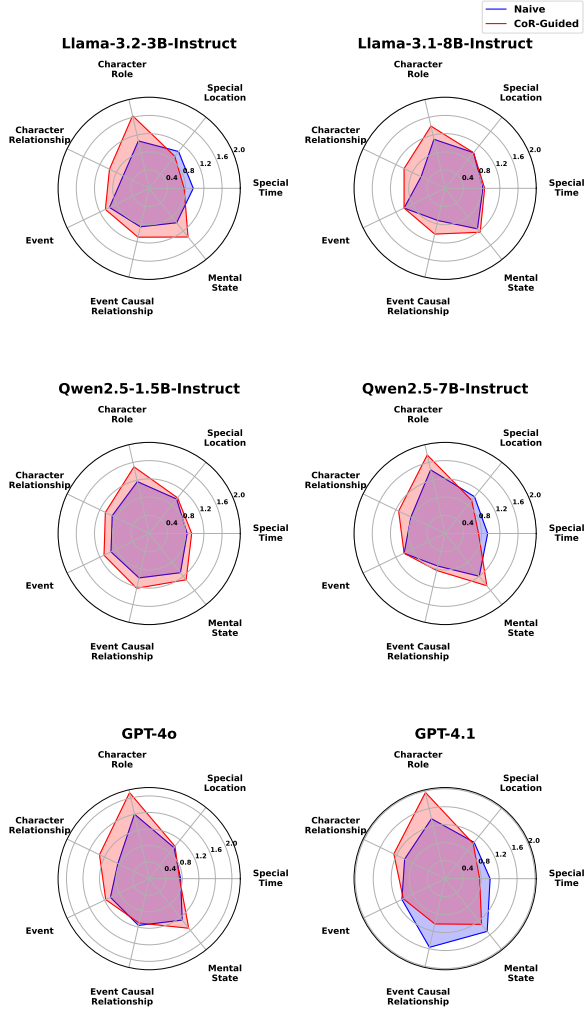 Naive
CoR-Guided
Llama-3.2-3B-Instruct
Character
Role
Special
Location
Character
Relationship
2.0
1.6
1.2
0.8
0.4
Special
Time
Event
Mental
State
Event Causal
Relationship
Llama-3.1-8B-Instruct
Character
Role
Special
Location
Character
Relationship
2.0
1.6
1.2
0.8
0.4
Special
Time
Event
Mental
State
Event Causal
Relationship
Qwen2.5-1.5B-Instruct
Character
Role
Special
Location
Character
Relationship
2.0
1.6
1.2
0.8
0.4
Special
Time
Event
Mental
State
Event Causal
Relationship
Qwen2.5-7B-Instruct
Character
Role
Special
Location
Character
Relationship
2.0
1.6
1.2
0.8
0.4
Special
Time
Event
Mental
State
Event Causal
Relationship
GPT-4o
Character
Role
Special
Location
Character
Relationship
2.0
1.6
1.2
0.8
0.4
Special
Time
Event
Mental
State
Event Causal
Relationship
GPT-4.1
Character
Role
Special
Location
Character
Relationship
2.0
1.6
1.2
0.8
0.4
Special
Time
Event
Mental
State
Event Causal
Relationship